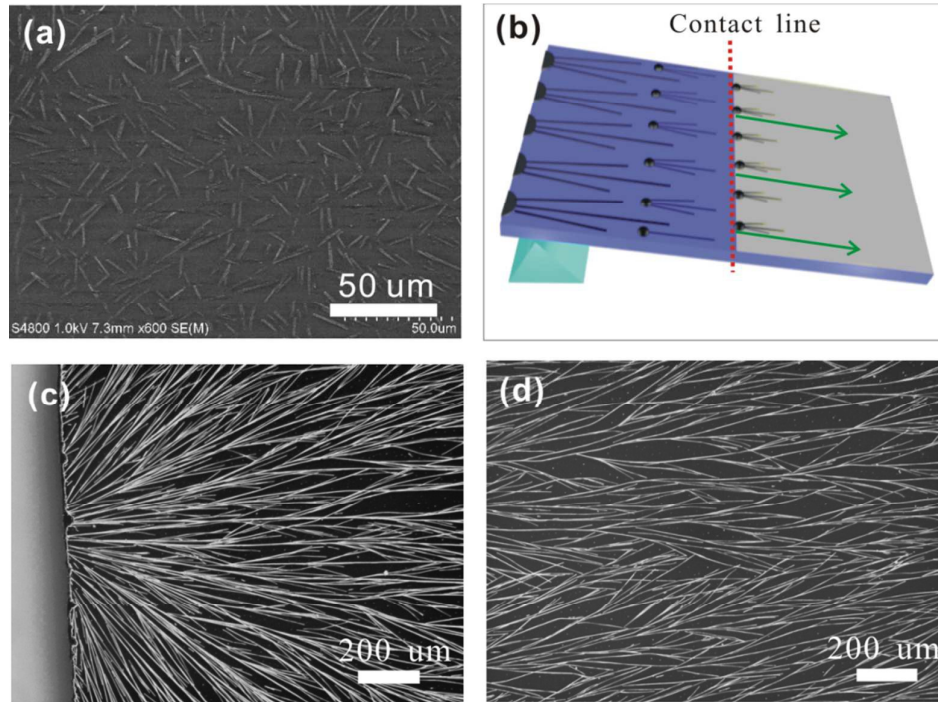 (a)
50 um
S4800 1.0kV 7.3mm x600 SE(M)
50.0um
(b)
Contact line
(c)
200 um
(d)
200 um